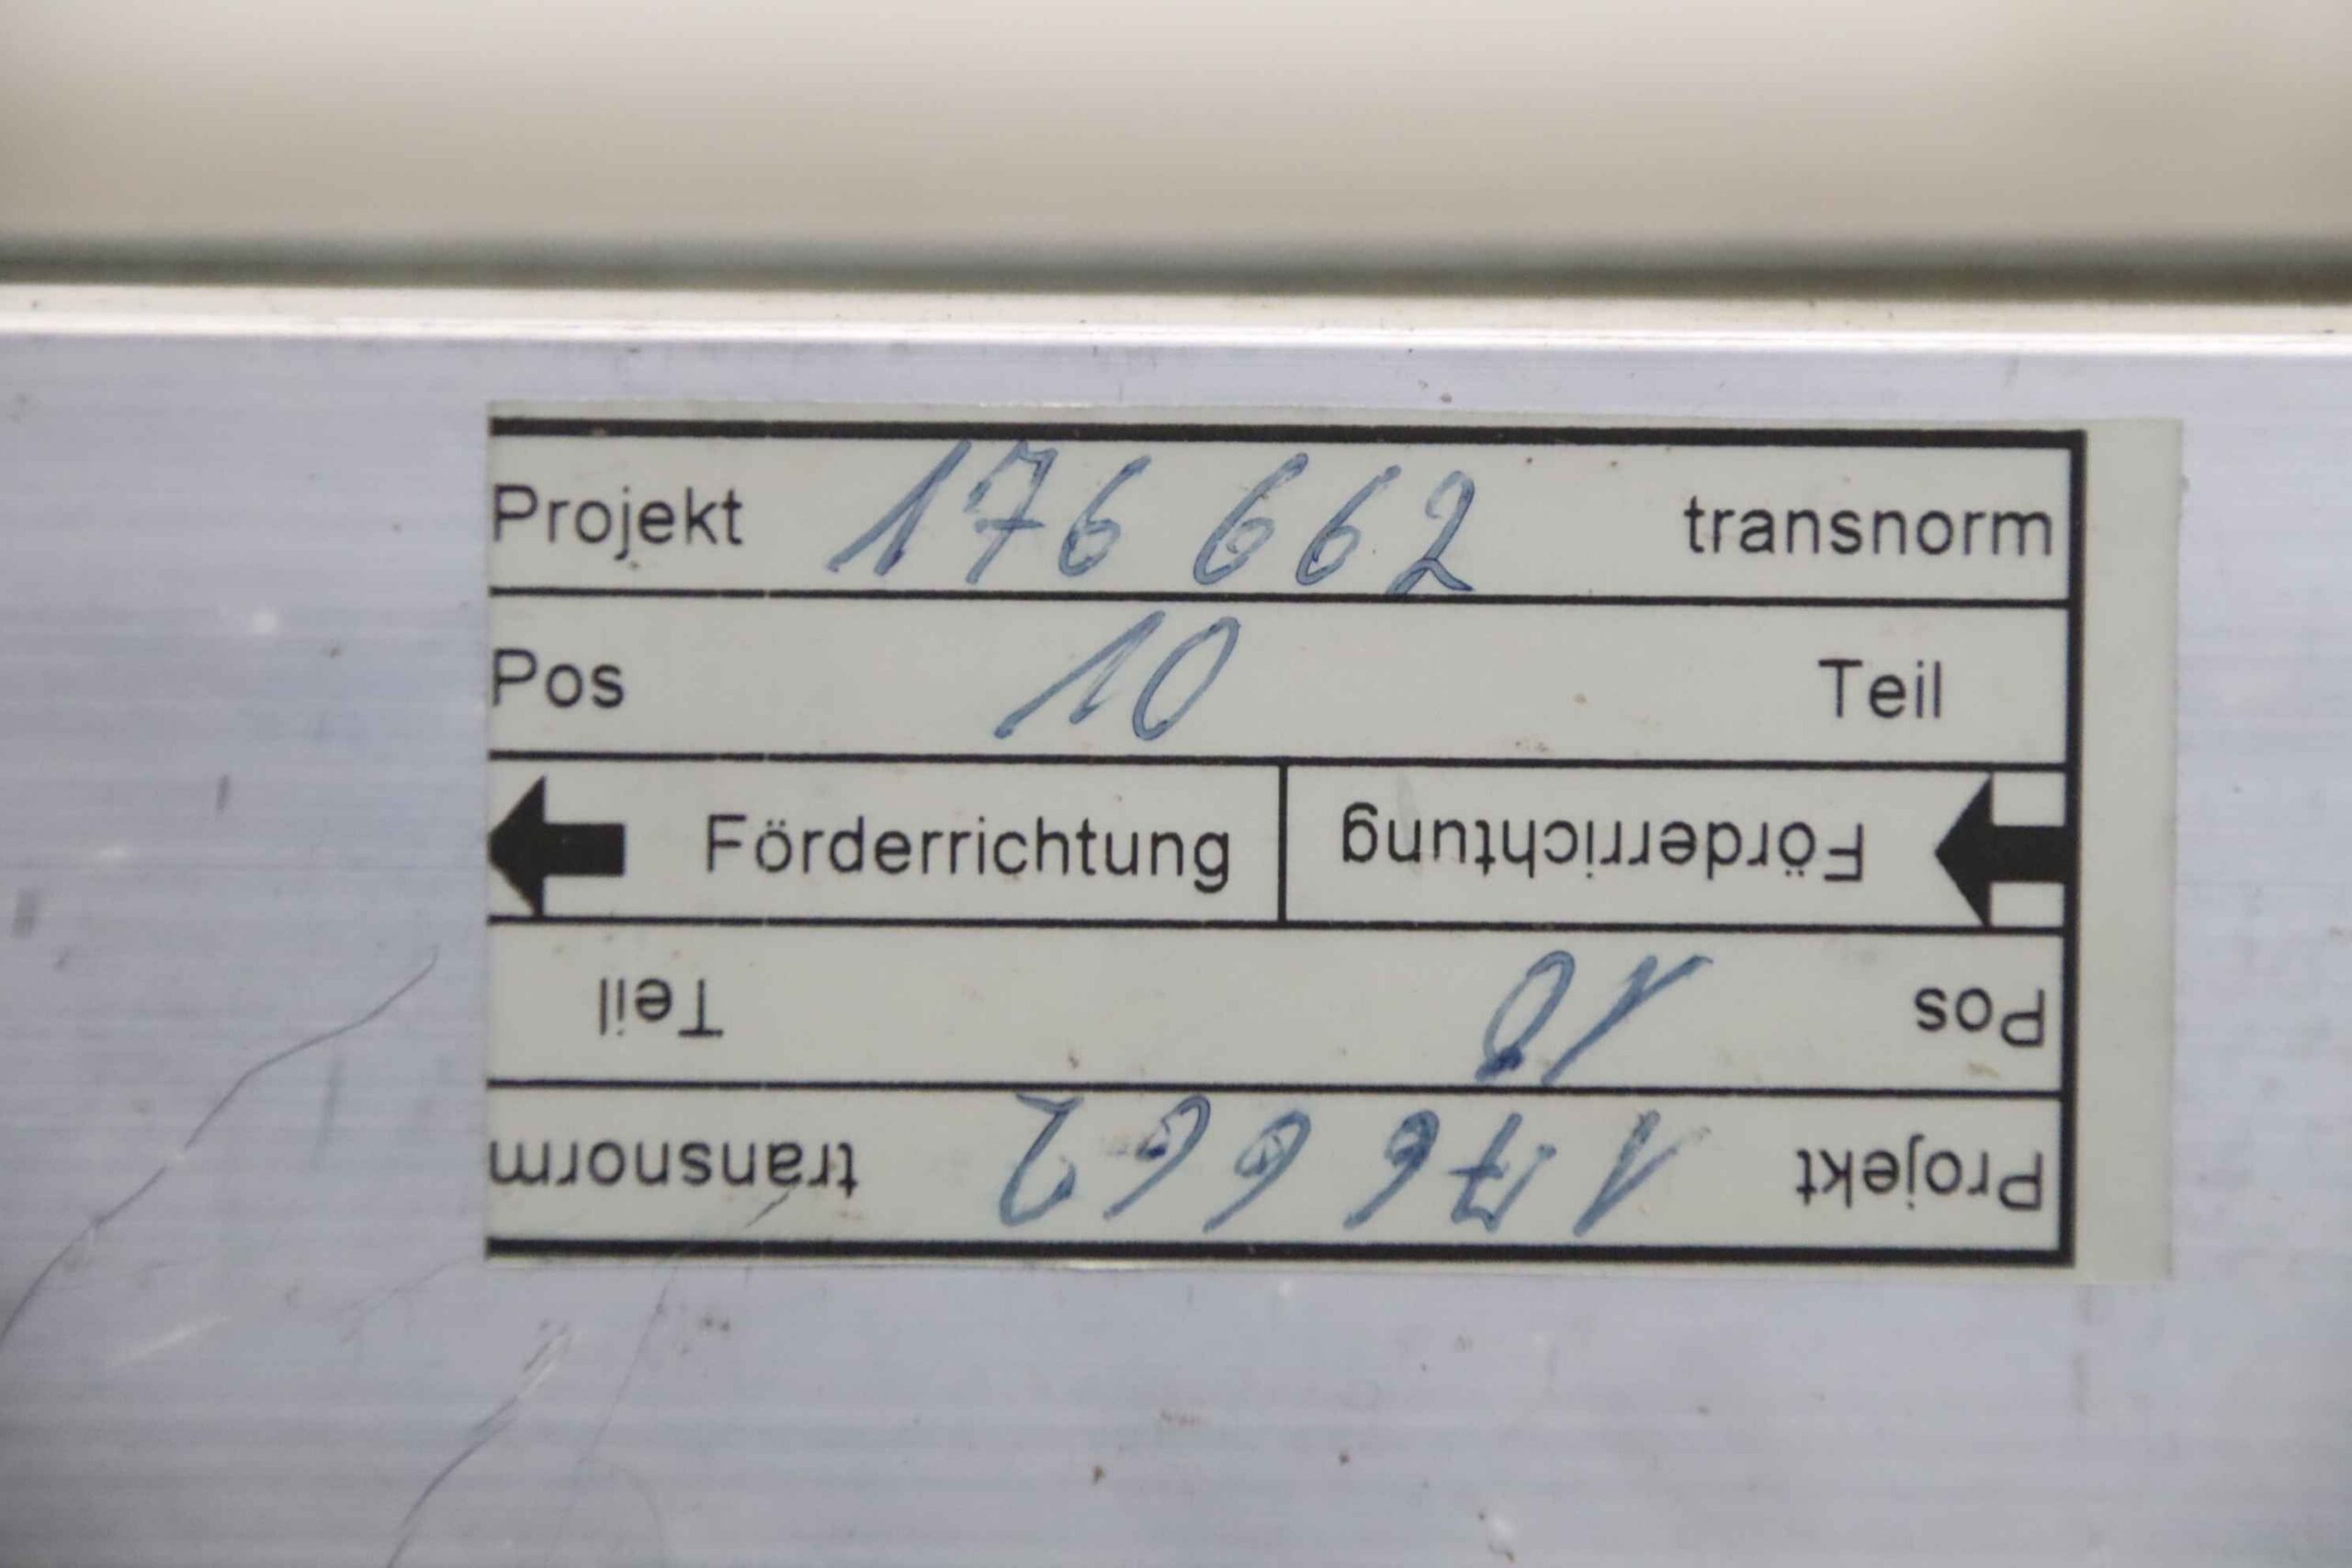 Projekt 176 662 transnorm
Pos 10 Teil
Förderrichtung Förderrichtung
Teil 10 Pos
transnorm 176 662 Projekt